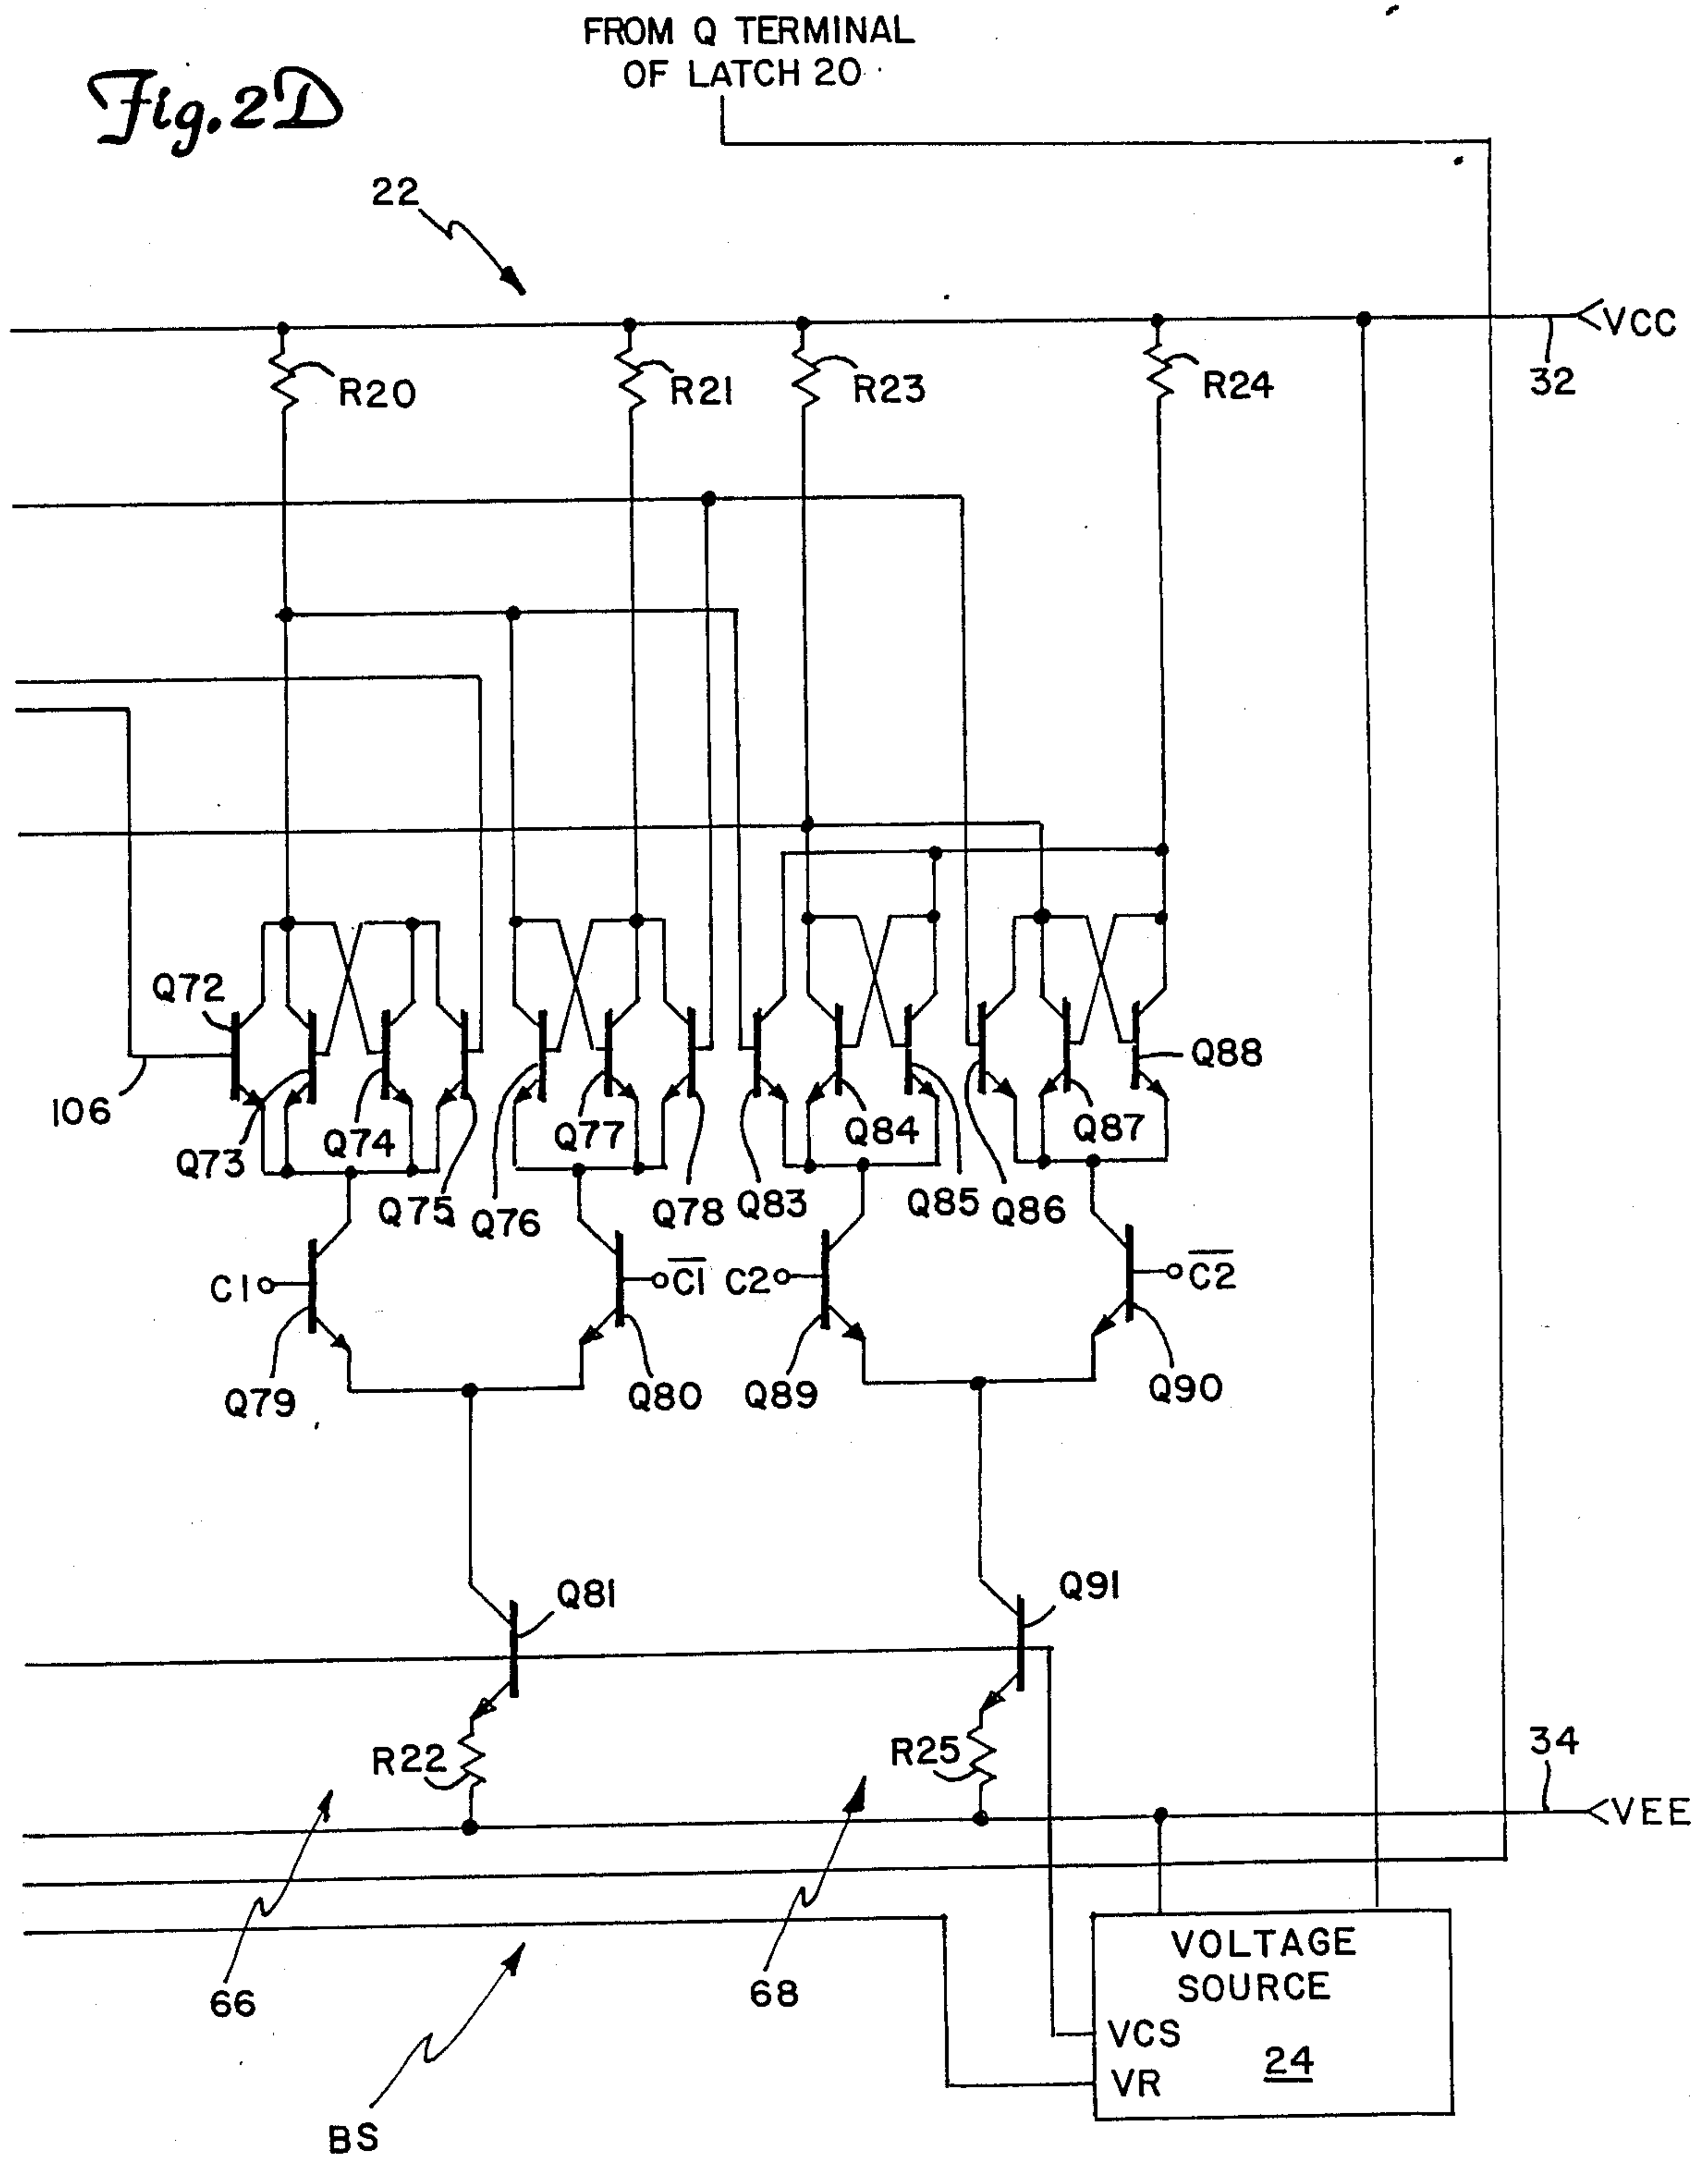 FROM Q TERMINAL
OF LATCH 20
Fig. 2D
22
VCC
R20
R21
R23
R24
32
Q72
Q88
106
Q73
Q74
Q77
Q84
Q87
Q75
Q76
Q78
Q83
Q85
Q86
C1
C1
C2
C2
Q79
Q80
Q89
Q90
Q81
Q91
R22
R25
34
VEE
66
68
VOLTAGE
SOURCE
VCS
24
VR
BS